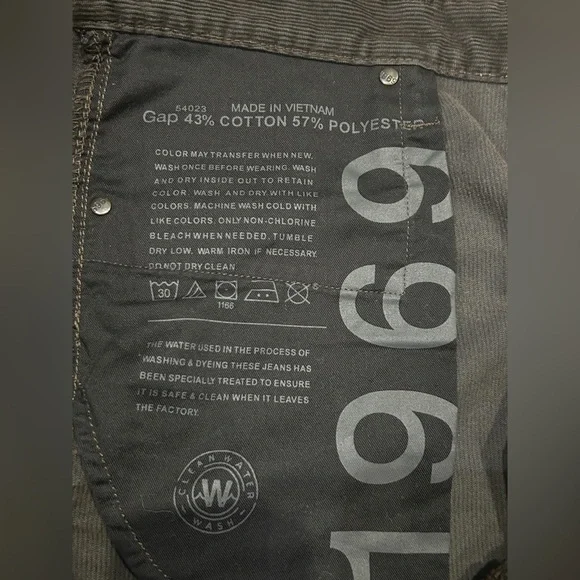 54023 MADE IN VIETNAM
Gap 43% COTTON 57% POLYESTER
COLOR MAY TRANSFER WHEN NEW.
WASH ONCE BEFORE WEARING. WASH
AND DRY INSIDE OUT TO RETAIN
COLOR. WASH AND DRY WITH LIKE
COLORS. MACHINE WASH COLD WITH
LIKE COLORS. ONLY NON-CHLORINE
BLEACH WHEN NEEDED. TUMBLE
DRY LOW. WARM IRON IF NECESSARY.
DO NOT DRY CLEAN
30
1166
THE WATER USED IN THE PROCESS OF
WASHING & DYEING THESE JEANS HAS
BEEN SPECIALLY TREATED TO ENSURE
IT IS SAFE & CLEAN WHEN IT LEAVES
THE FACTORY.
CLEAN WATER
W
WASH
1969